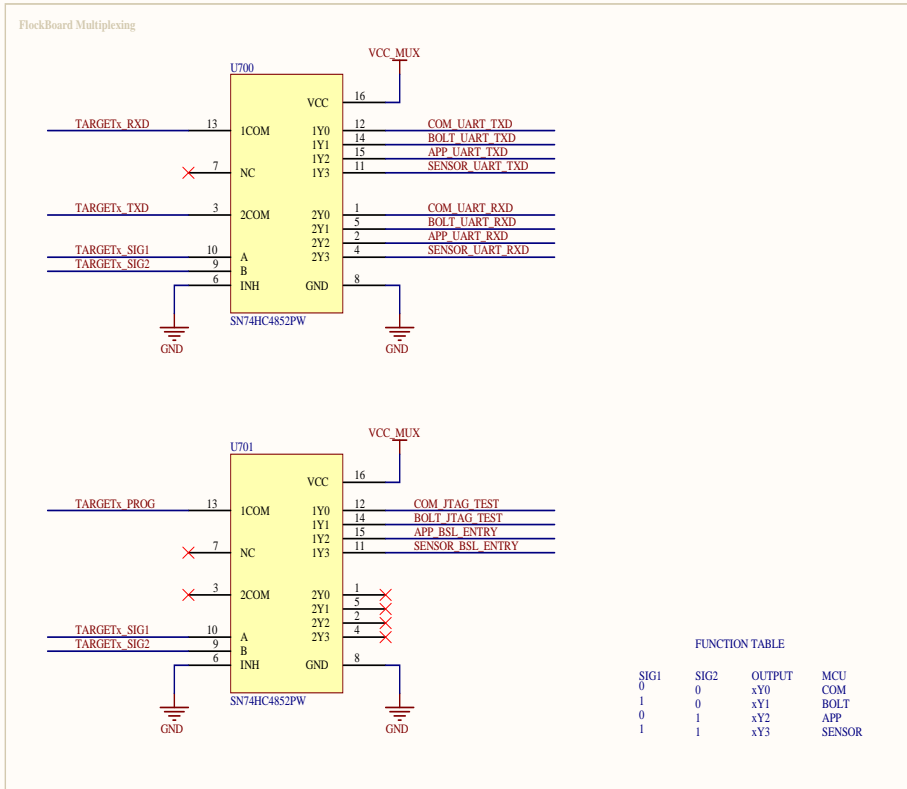 FlockBoard Multiplexing
VCC_MUX
U700
VCC 16
TARGETx_RXD 13 1COM 1Y0 12 COM_UART_TXD
1Y1 14 BOLT_UART_TXD
1Y2 15 APP_UART_TXD
7 NC 1Y3 11 SENSOR_UART_TXD
TARGETx_TXD 3 2COM 2Y0 1 COM_UART_RXD
2Y1 5 BOLT_UART_RXD
2Y2 2 APP_UART_RXD
TARGETx_SIG1 10 A 2Y3 4 SENSOR_UART_RXD
TARGETx_SIG2 9 B
6 INH GND 8
SN74HC4852PW
GND GND
VCC_MUX
U701
VCC 16
TARGETx_PROG 13 1COM 1Y0 12 COM_JTAG_TEST
1Y1 14 BOLT_JTAG_TEST
1Y2 15 APP_BSL_ENTRY
7 NC 1Y3 11 SENSOR_BSL_ENTRY
3 2COM 2Y0 1
2Y1 5
2Y2 2
TARGETx_SIG1 10 A 2Y3 4
TARGETx_SIG2 9 B
6 INH GND 8
SN74HC4852PW
GND GND
FUNCTION TABLE
SIG1 SIG2 OUTPUT MCU
0 0 xY0 COM
1 0 xY1 BOLT
0 1 xY2 APP
1 1 xY3 SENSOR